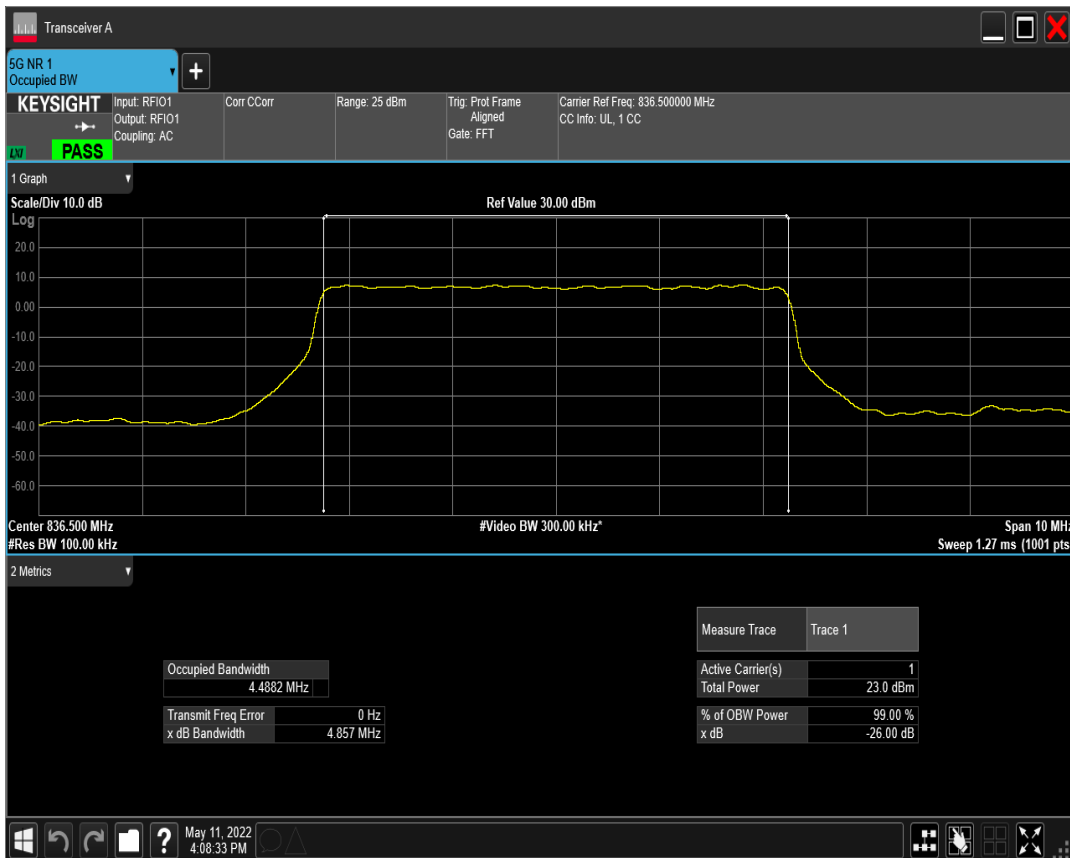 Transceiver A
5G NR 1
Occupied BW
+
KEYSIGHT
LXI
PASS
Input: RFIO1
Output: RFIO1
Coupling: AC
Corr CCorr
Range: 25 dBm
Trig: Prot Frame
Aligned
Gate: FFT
Carrier Ref Freq: 836.500000 MHz
CC Info: UL, 1 CC
1 Graph
Scale/Div 10.0 dB
Ref Value 30.00 dBm
Log
20.0
10.0
0.00
-10.0
-20.0
-30.0
-40.0
-50.0
-60.0
Center 836.500 MHz
#Video BW 300.00 kHz*
Span 10 MHz
#Res BW 100.00 kHz
Sweep 1.27 ms (1001 pts
2 Metrics
Measure Trace Trace 1
Occupied Bandwidth
4.4882 MHz
Active Carrier(s) 1
Total Power 23.0 dBm
Transmit Freq Error 0 Hz
x dB Bandwidth 4.857 MHz
% of OBW Power 99.00 %
x dB -26.00 dB
?
May 11, 2022
4:08:33 PM